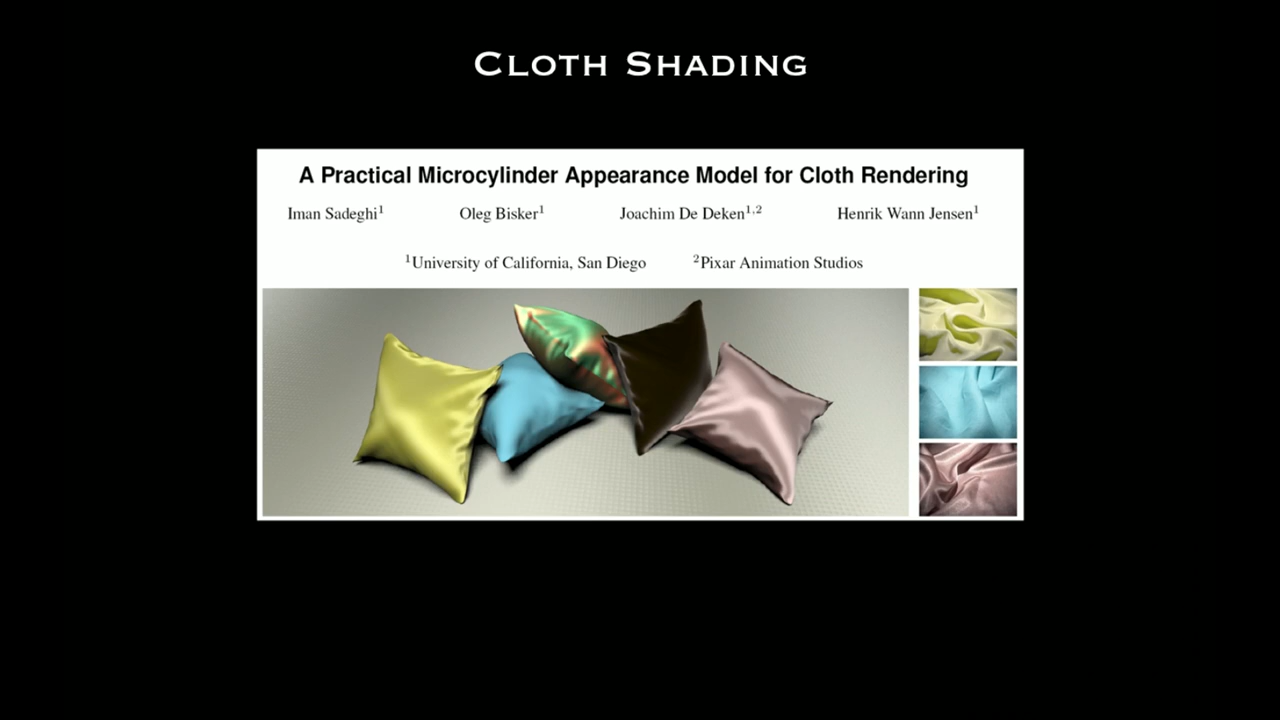 CLOTH SHADING
A Practical Microcylinder Appearance Model for Cloth Rendering
Iman Sadeghi¹ Oleg Bisker¹ Joachim De Deken¹,² Henrik Wann Jensen¹
¹University of California, San Diego ²Pixar Animation Studios